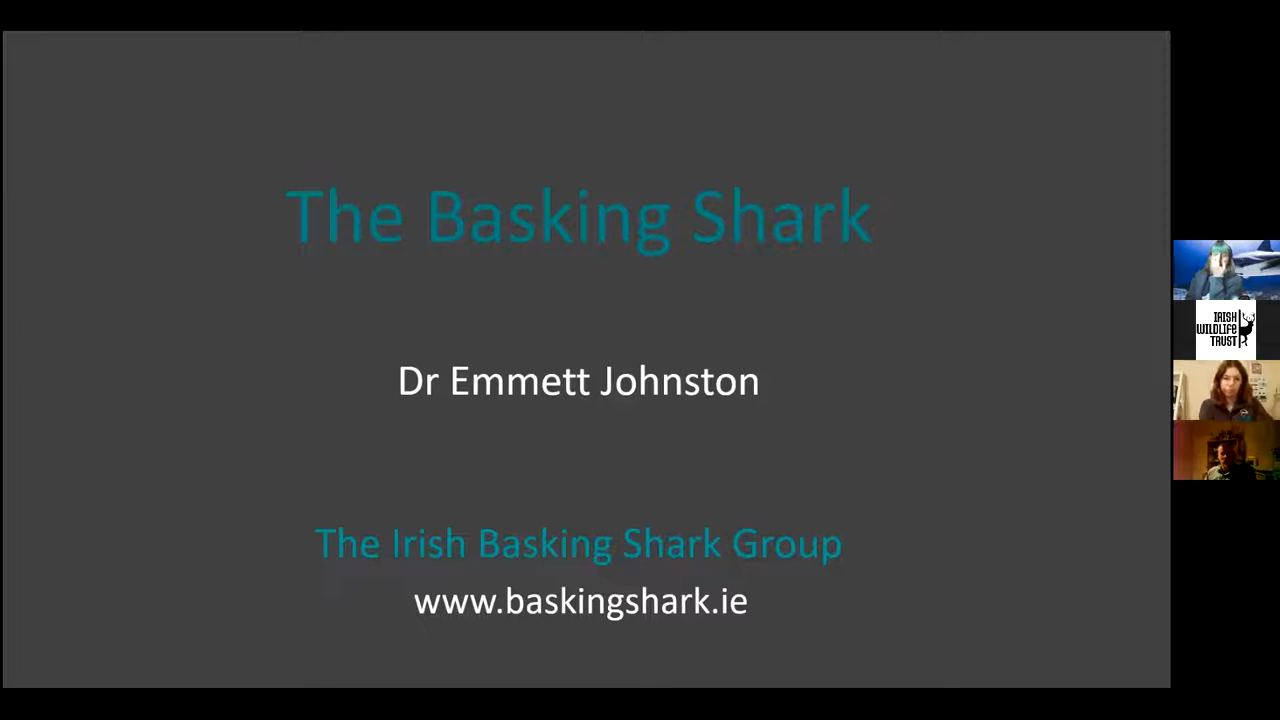 The Basking Shark
Dr Emmett Johnston
The Irish Basking Shark Group
www.baskingshark.ie
IRISH
WILDLIFE
TRUST